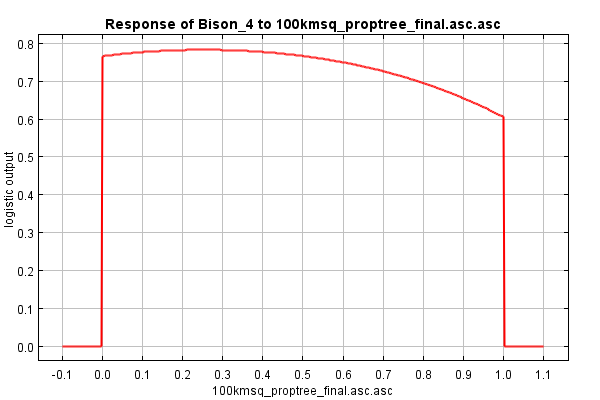 Response of Bison_4 to 100kmsq_proptree_final.asc.asc
logistic output
0.8
0.7
0.6
0.5
0.4
0.3
0.2
0.1
0.0
-0.1 0.0 0.1 0.2 0.3 0.4 0.5 0.6 0.7 0.8 0.9 1.0 1.1
100kmsq_proptree_final.asc.asc